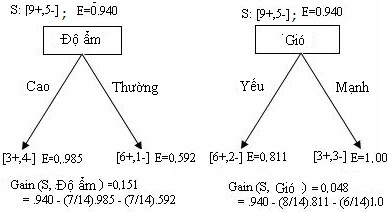 S: [9+,5-] ; E=0.940
Độ ẩm
Cao
Thường
[3+,4-] E=0.985
[6+,1-] E=0,592
Gain(S, Độ ẩm ) =0,151
= .940 - (7/14).985 - (7/14).592
S: [9+,5-]; E=0.940
Gió
Yếu
Mạnh
[6+,2-] E=0,811
[3+,3-] E=1.00
Gain(S, Gió ) = 0,048
= .940 - (8/14).811 - (6/14)1.0